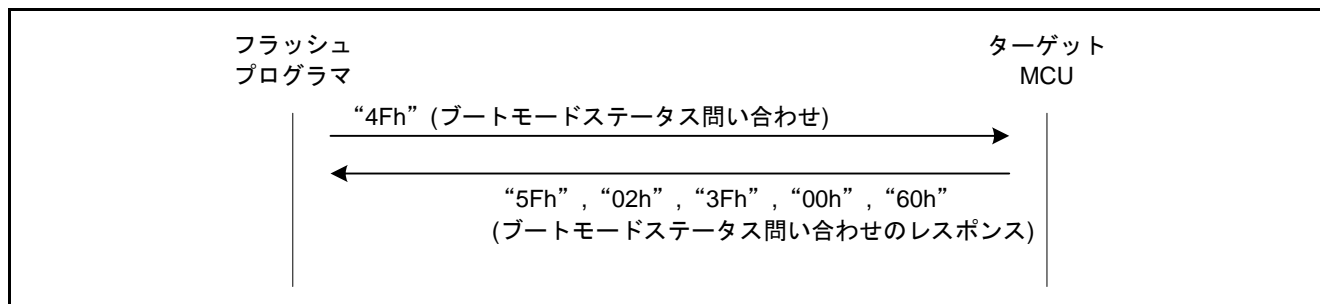 フラッシュ
プログラマ
ターゲット
MCU
“4Fh” (ブートモードステータス問い合わせ)
“5Fh” , “02h” , “3Fh” , “00h” , “60h”
(ブートモードステータス問い合わせのレスポンス)